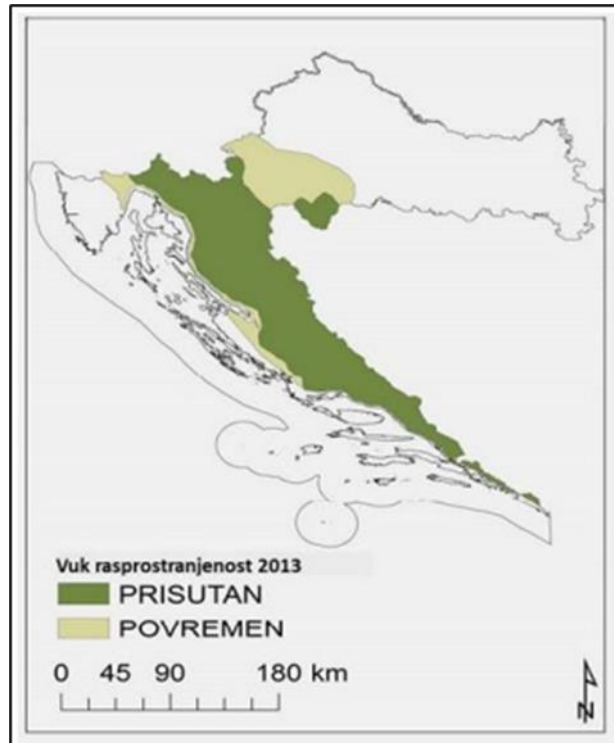 Vuk rasprostranjenost 2013
PRISUTAN
POVREMEN
0 45 90 180 km
N